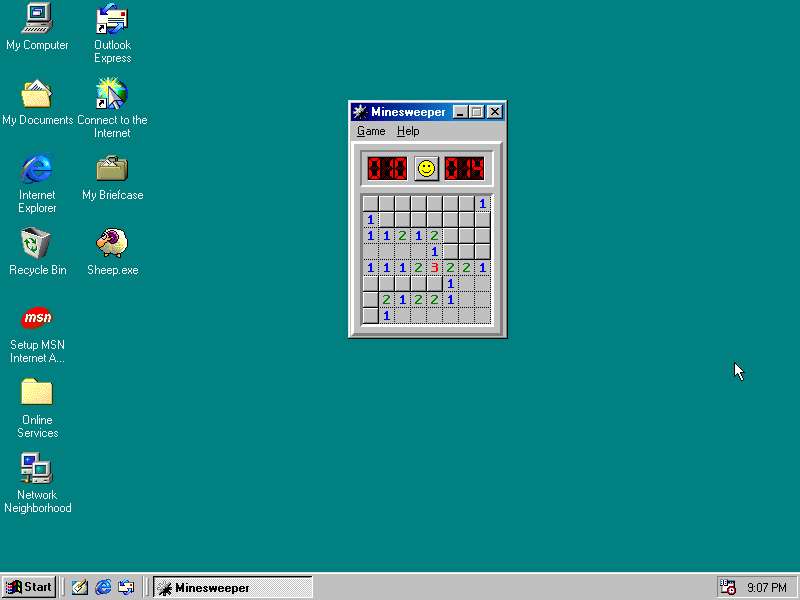 My Computer
Outlook
Express
My Documents
Connect to the
Internet
Internet
Explorer
My Briefcase
Recycle Bin
Sheep.exe
msn
Setup MSN
Internet A...
Online
Services
Network
Neighborhood
Minesweeper
Game Help
010 014
1
1
1 1 2 1 2
1
1 1 1 2 3 2 2 1
1
2 1 2 2 1
1
Start
Minesweeper
9:07 PM